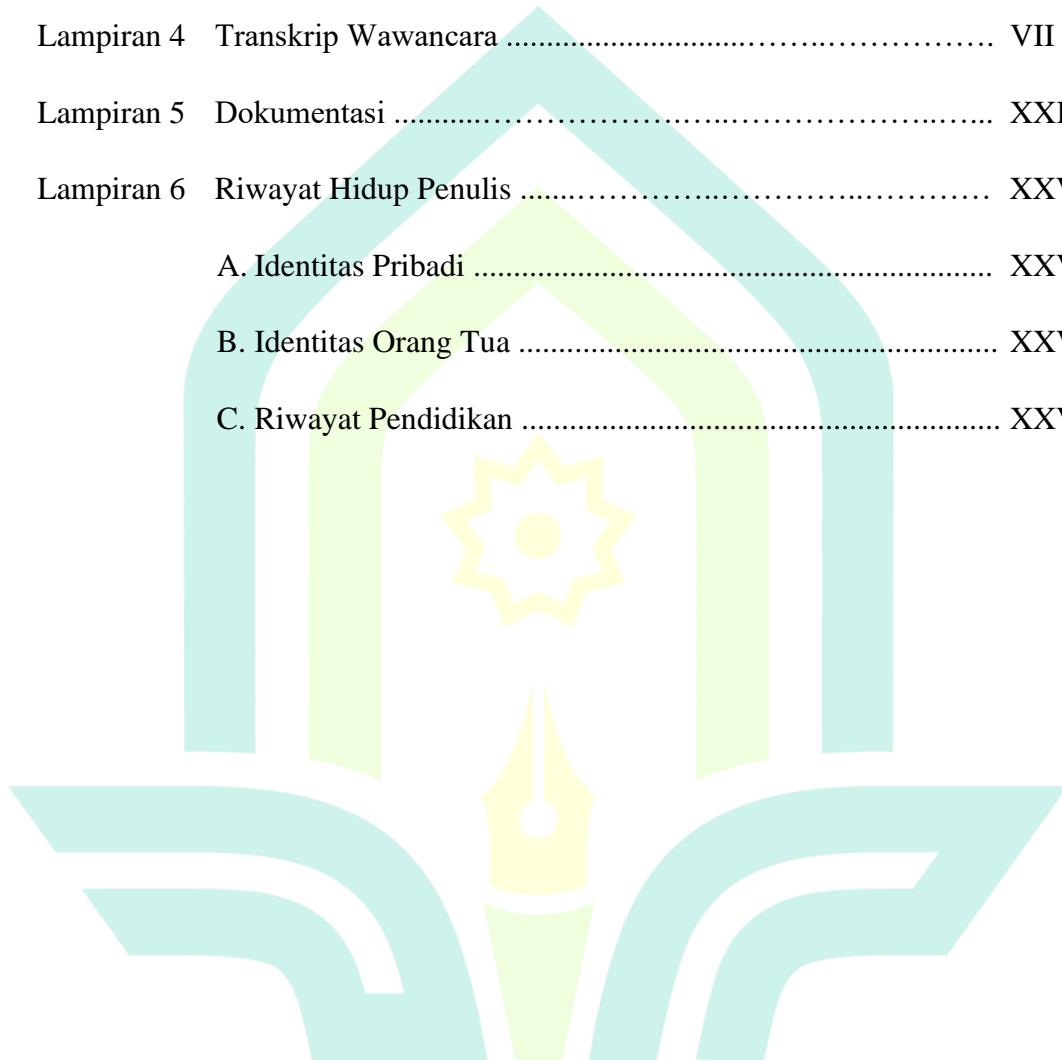 Lampiran 4 Transkrip Wawancara ............................……..……………. VII
Lampiran 5 Dokumentasi ...........…………………..………………..…...
Lampiran 6 Riwayat Hidup Penulis .......…………..…………..…………
A. Identitas Pribadi ................................................................
B. Identitas Orang Tua ...........................................................
C. Riwayat Pendidikan ...........................................................